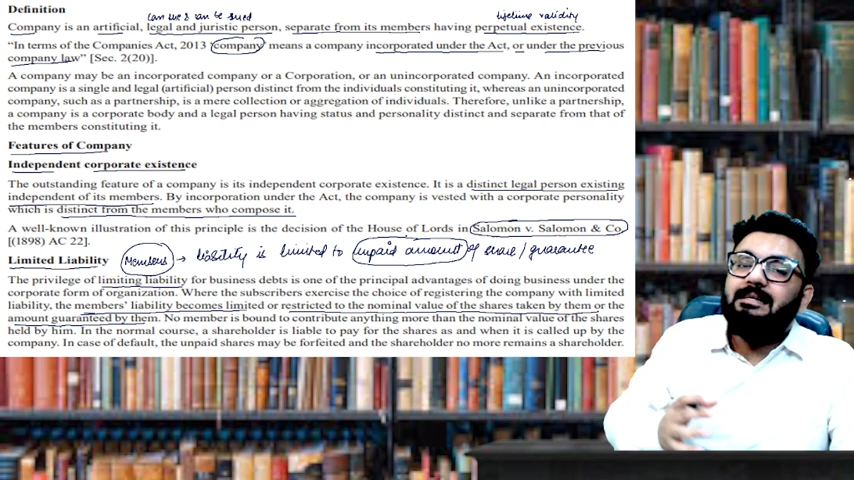 Definition
can sue & can be sued
lifetime validity
Company is an artificial, legal and juristic person, separate from its members having perpetual existence.
“In terms of the Companies Act, 2013 ‘company’ means a company incorporated under the Act, or under the previous
company law” [Sec. 2(20)].
A company may be an incorporated company or a Corporation, or an unincorporated company. An incorporated
company is a single and legal (artificial) person distinct from the individuals constituting it, whereas an unincorporated
company, such as a partnership, is a mere collection or aggregation of individuals. Therefore, unlike a partnership,
a company is a corporate body and a legal person having status and personality distinct and separate from that of
the members constituting it.
Features of Company
Independent corporate existence
The outstanding feature of a company is its independent corporate existence. It is a distinct legal person existing
independent of its members. By incorporation under the Act, the company is vested with a corporate personality
which is distinct from the members who compose it.
A well-known illustration of this principle is the decision of the House of Lords in Salomon v. Salomon & Co.
[(1898) AC 22].
Limited Liability
Members → liability is limited to unpaid amount of share/guarantee
The privilege of limiting liability for business debts is one of the principal advantages of doing business under the
corporate form of organization. Where the subscribers exercise the choice of registering the company with limited
liability, the members’ liability becomes limited or restricted to the nominal value of the shares taken by them or the
amount guaranteed by them. No member is bound to contribute anything more than the nominal value of the shares
held by him. In the normal course, a shareholder is liable to pay for the shares as and when it is called up by the
company. In case of default, the unpaid shares may be forfeited and the shareholder no more remains a shareholder.